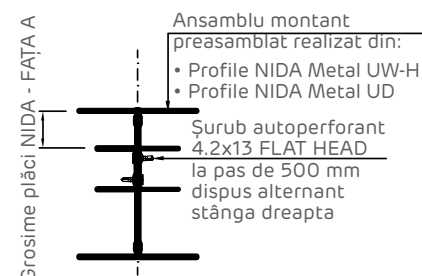 Ansamblu montant
preasamblat realizat din:
• Profile NIDA Metal UW-H
• Profile NIDA Metal UD
Șurub autoperforant
4.2x13 FLAT HEAD
la pas de 500 mm
dispus alternant
stânga dreapta
Grosime plăci NIDA - FAȚA A